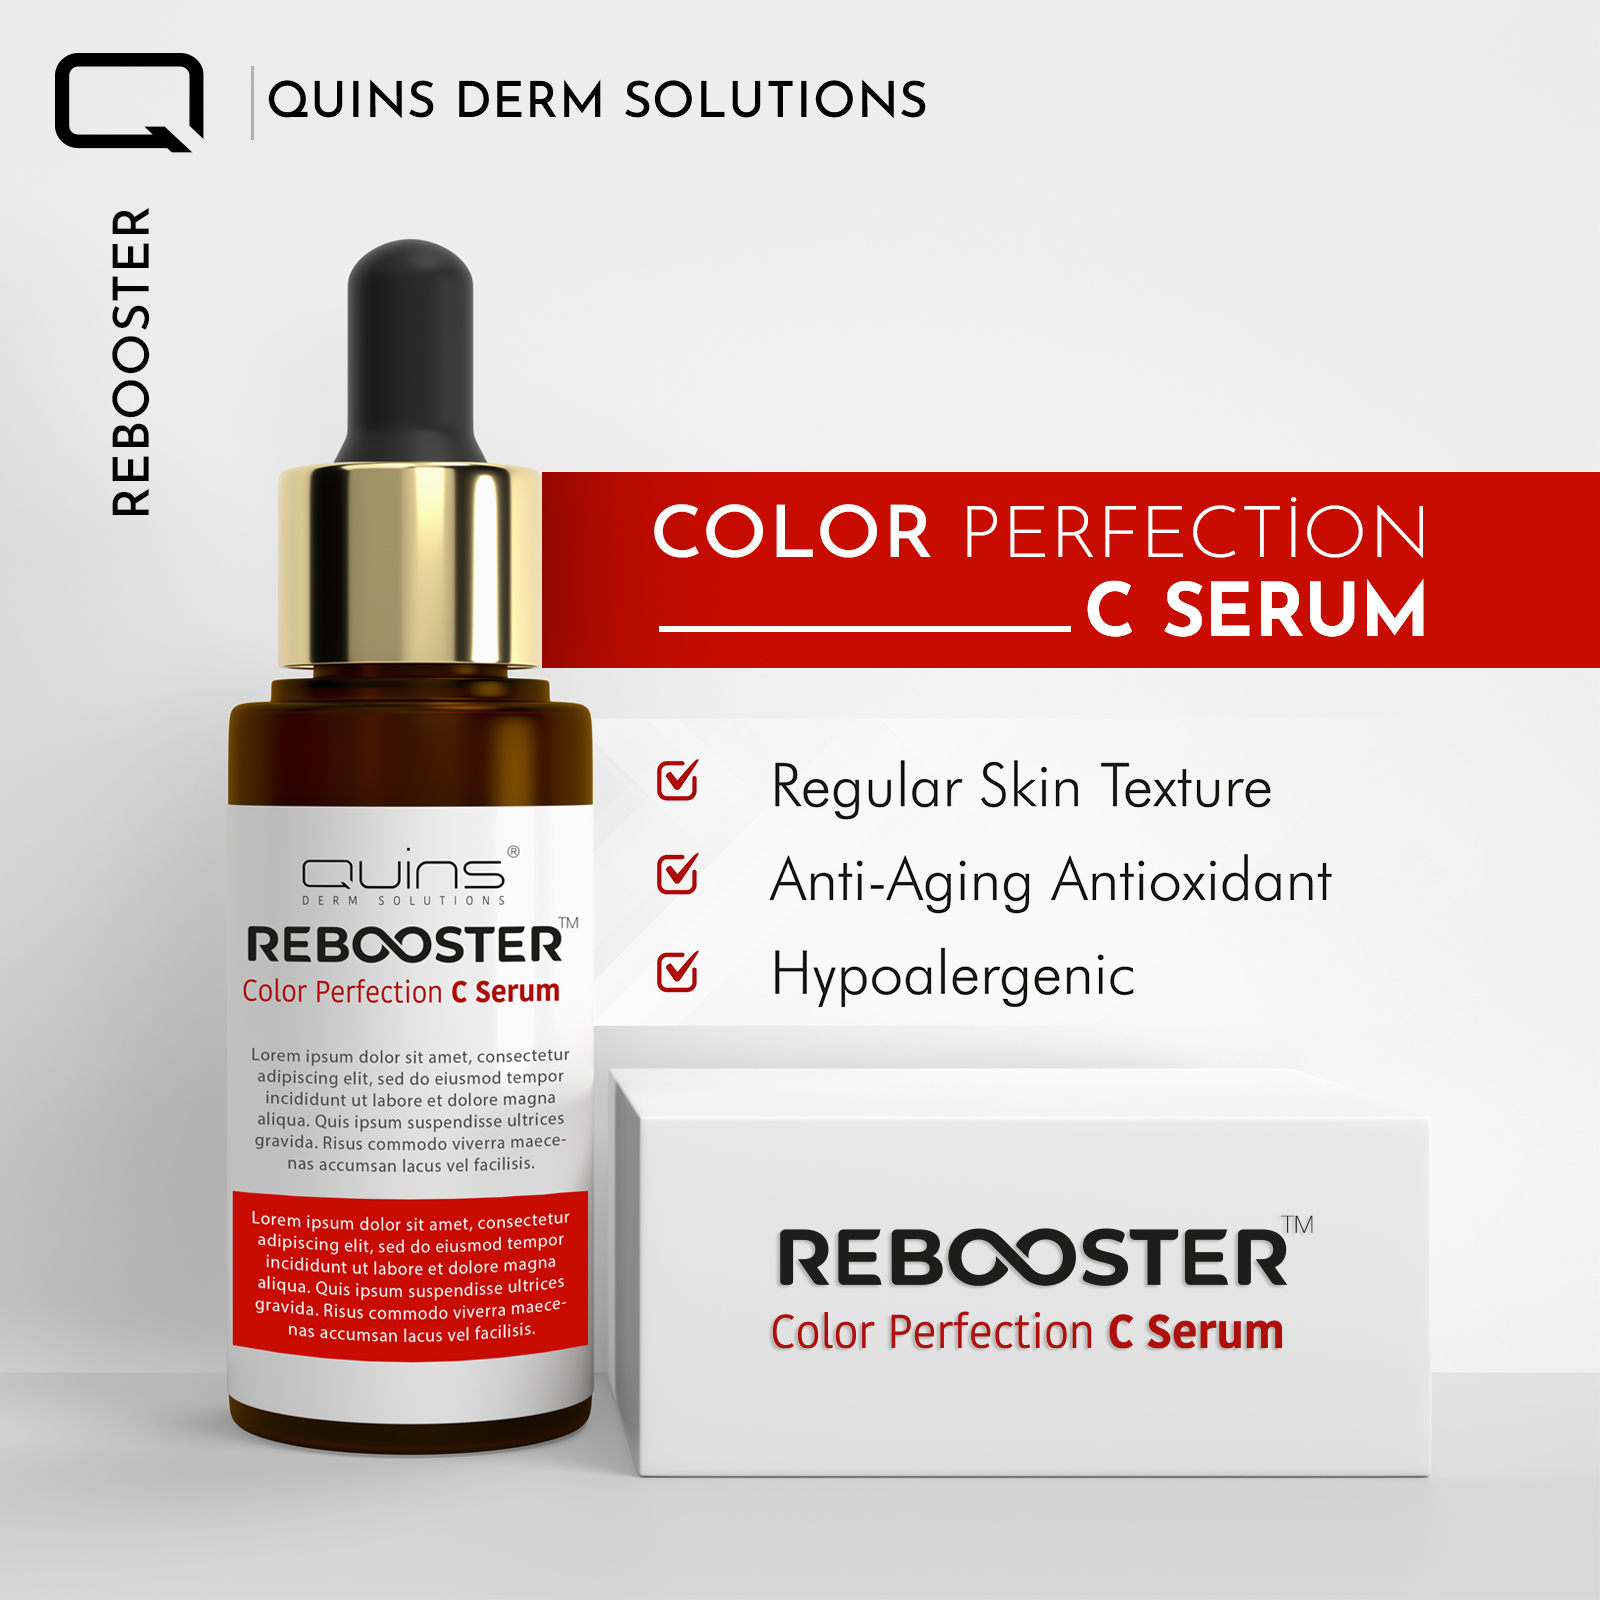 QUINS DERM SOLUTIONS
REBOOSTER
COLOR PERFECTİON
C SERUM
Regular Skin Texture
Anti-Aging Antioxidant
Hypoalergenic
Quins®
DERM SOLUTIONS
REBOOSTER™
Color Perfection C Serum
Lorem ipsum dolor sit amet, consectetur
adipiscing elit, sed do eiusmod tempor
incididunt ut labore et dolore magna
aliqua. Quis ipsum suspendisse ultrices
gravida. Risus commodo viverra maece-
nas accumsan lacus vel facilisis.
Lorem ipsum dolor sit amet, consectetur
adipiscing elit, sed do eiusmod tempor
incididunt ut labore et dolore magna
aliqua. Quis ipsum suspendisse ultrices
gravida. Risus commodo viverra maece-
nas accumsan lacus vel facilisis.
REBOOSTER™
Color Perfection C Serum